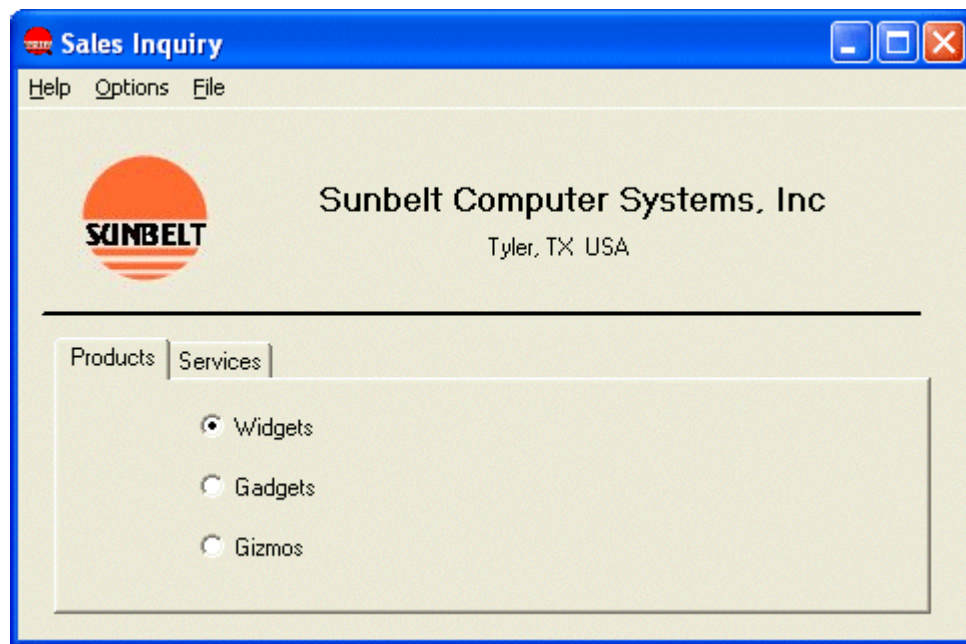 Sales Inquiry
Help Options File
SUNBELT
Sunbelt Computer Systems, Inc
Tyler, TX USA
Products Services
Widgets
Gadgets
Gizmos